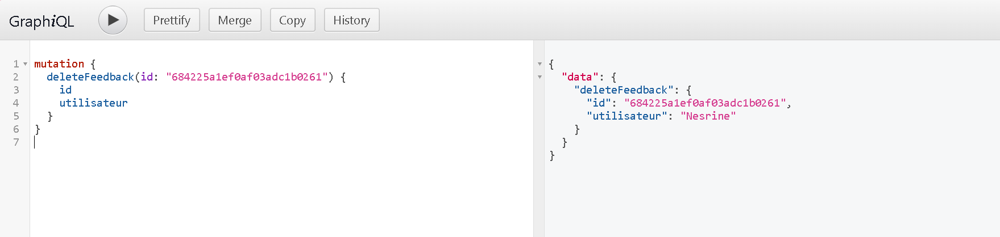 GraphiQL Prettify Merge Copy History
1 mutation {
2 deleteFeedback(id: "684225a1ef0af03adc1b0261") {
3 id
4 utilisateur
5 }
6 }
7
{
"data": {
"deleteFeedback": {
"id": "684225a1ef0af03adc1b0261",
"utilisateur": "Nesrine"
}
}
}